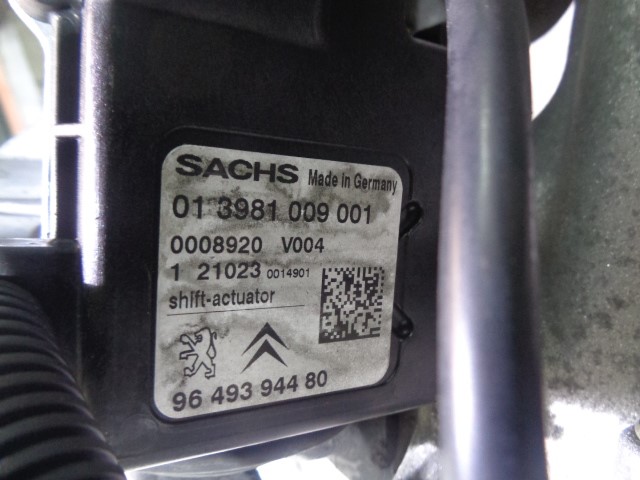 SACHS Made in Germany
01 3981 009 001
0008920 V004
1 21023 0014901
shift-actuator
96 493 944 80